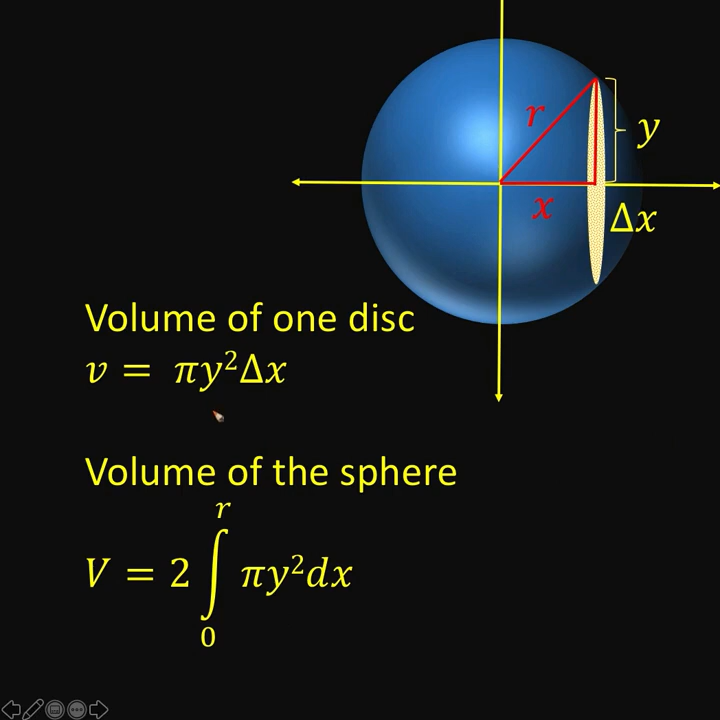 r
y
x
Δx
Volume of one disc
v = πy²Δx
Volume of the sphere
r
V = 2 ∫ πy²dx
0